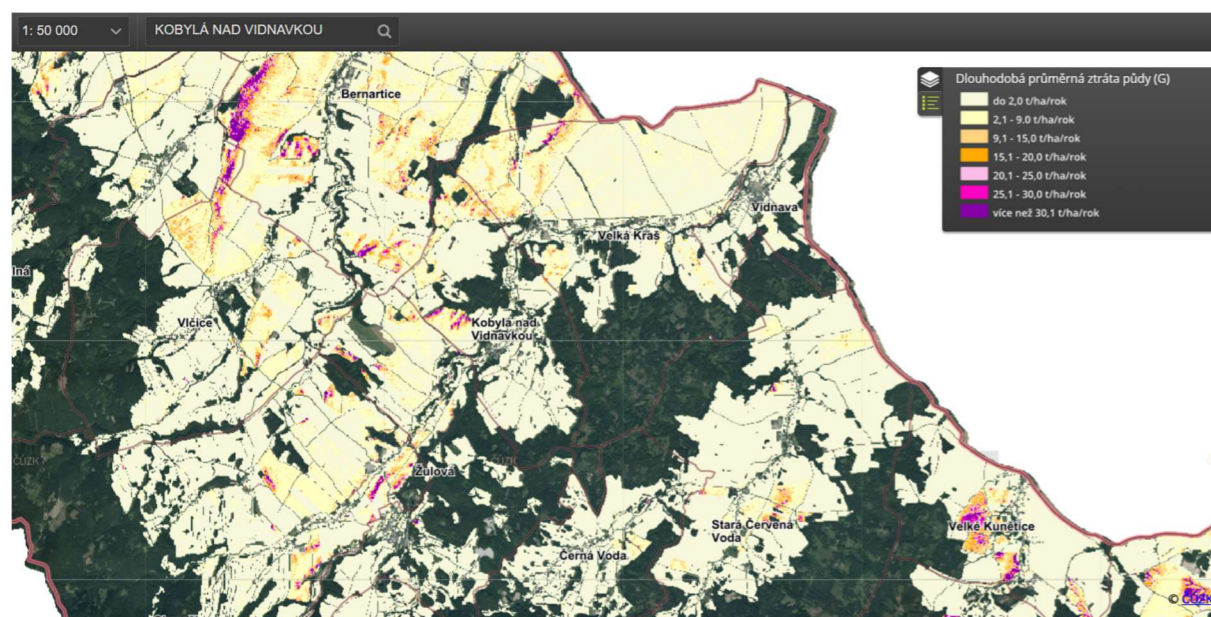 1: 50 000
KOBYLÁ NAD VIDNAVKOU
Dlouhodobá průměrná ztráta půdy (G)
do 2,0 t/ha/rok
2,1 - 9.0 t/ha/rok
9,1 - 15,0 t/ha/rok
15,1 - 20,0 t/ha/rok
20,1 - 25,0 t/ha/rok
25,1 - 30,0 t/ha/rok
více než 30,1 t/ha/rok
Bernartice
Vidnava
Velká Kraš
lná
Vlčice
Kobylá nad
Vidnavkou
ČÚZK
ČÚZK
Žulová
Stará Červená
Voda
Velké Kunětice
Černá Voda
© ČÚZK